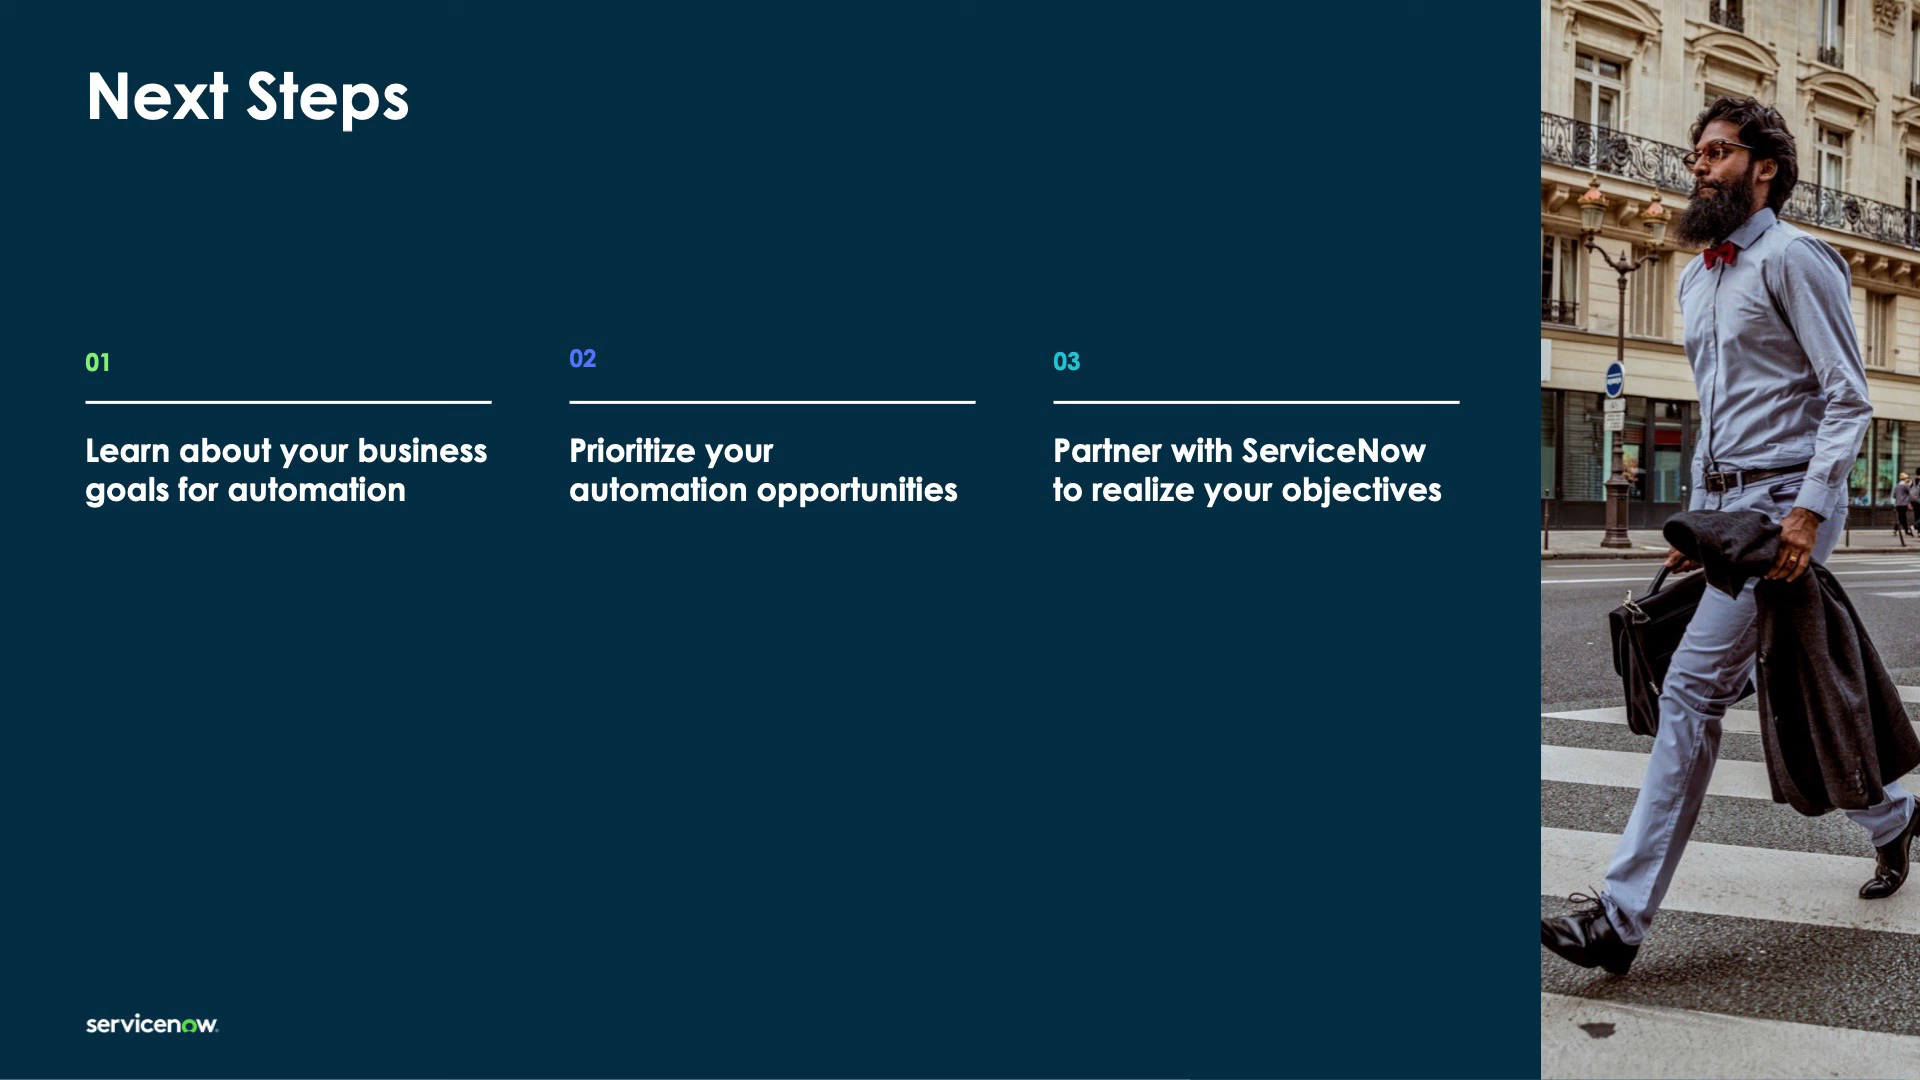 Next Steps
01
Learn about your business
goals for automation
02
Prioritize your
automation opportunities
03
Partner with ServiceNow
to realize your objectives
servicenow